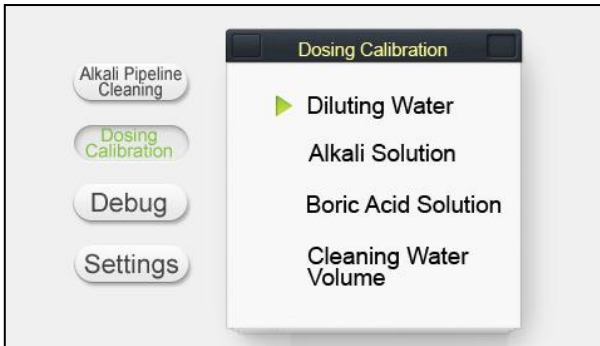 Alkali Pipeline
Cleaning
Dosing
Calibration
Debug
Settings
Dosing Calibration
Diluting Water
Alkali Solution
Boric Acid Solution
Cleaning Water
Volume